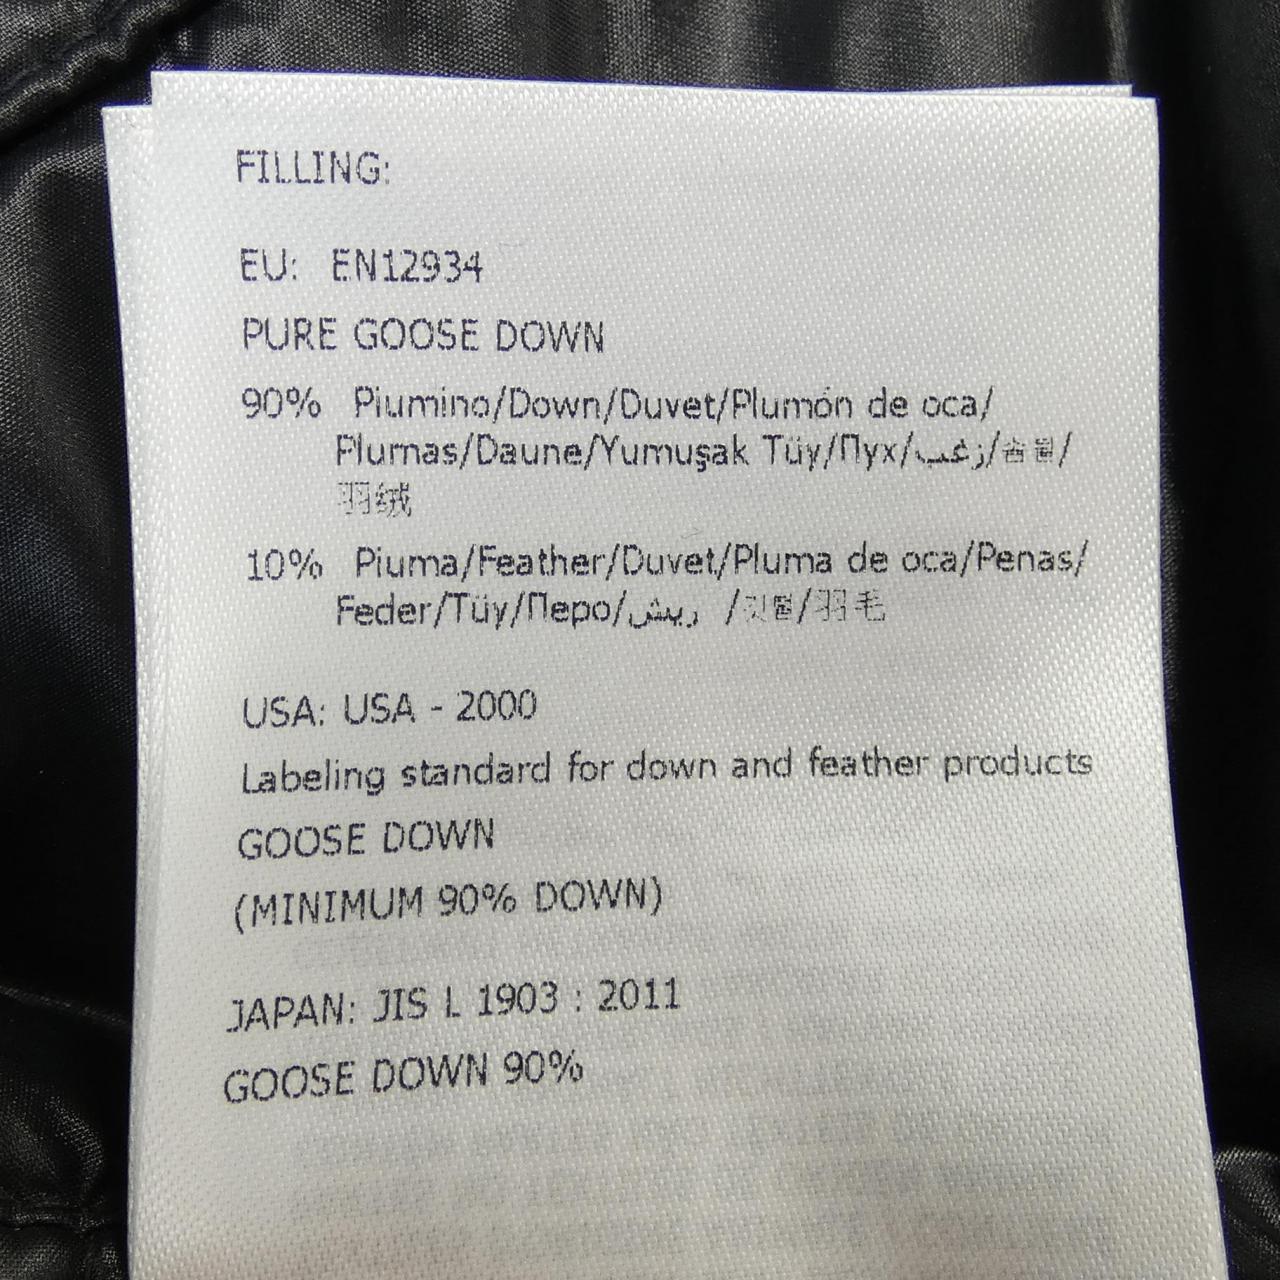 FILLING:
EU: EN12934
PURE GOOSE DOWN
90% Piumino/Down/Duvet/Plumón de oca/
Plumas/Daune/Yumuşak Tüy/Пух/زغب/솜털/
羽绒
10% Piuma/Feather/Duvet/Pluma de oca/Penas/
Feder/Tüy/Перо/ريش /깃털/羽毛
USA: USA - 2000
Labeling standard for down and feather products
GOOSE DOWN
(MINIMUM 90% DOWN)
JAPAN: JIS L 1903 : 2011
GOOSE DOWN 90%